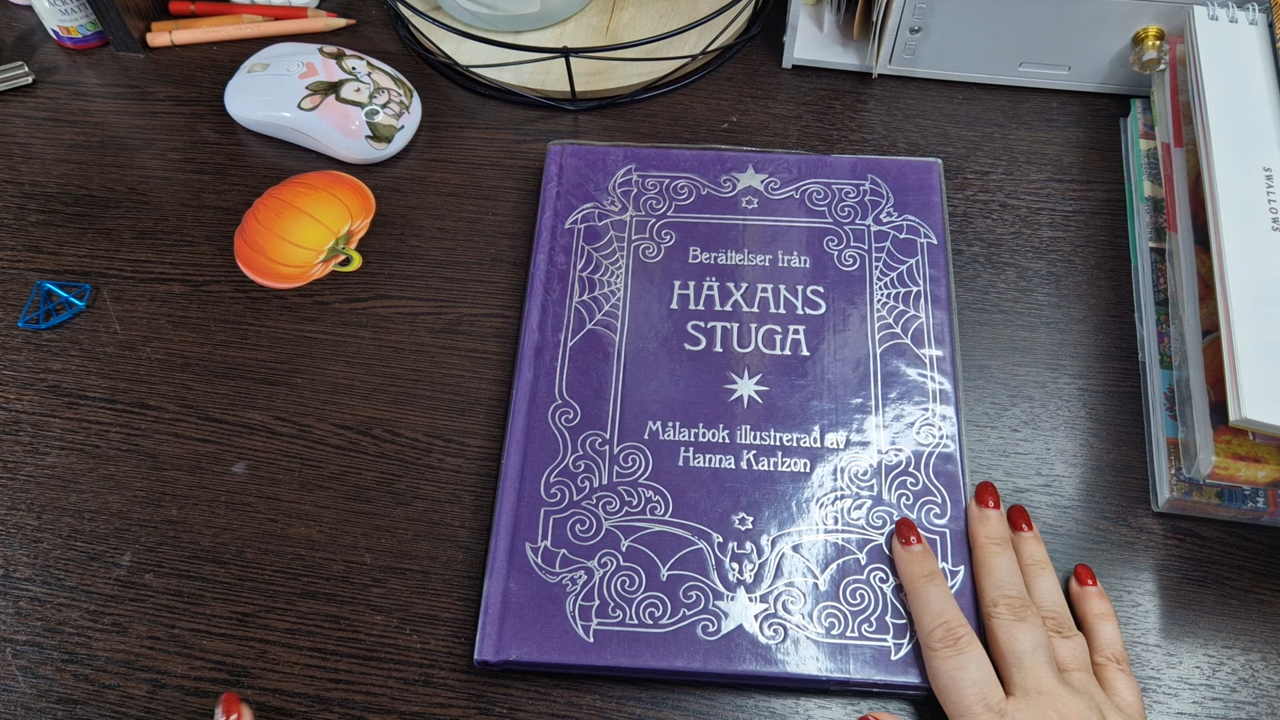 Berättelser från
HÄXANS
STUGA
Målarbok illustrerad av
Hanna Karlzon
SWALLOWS